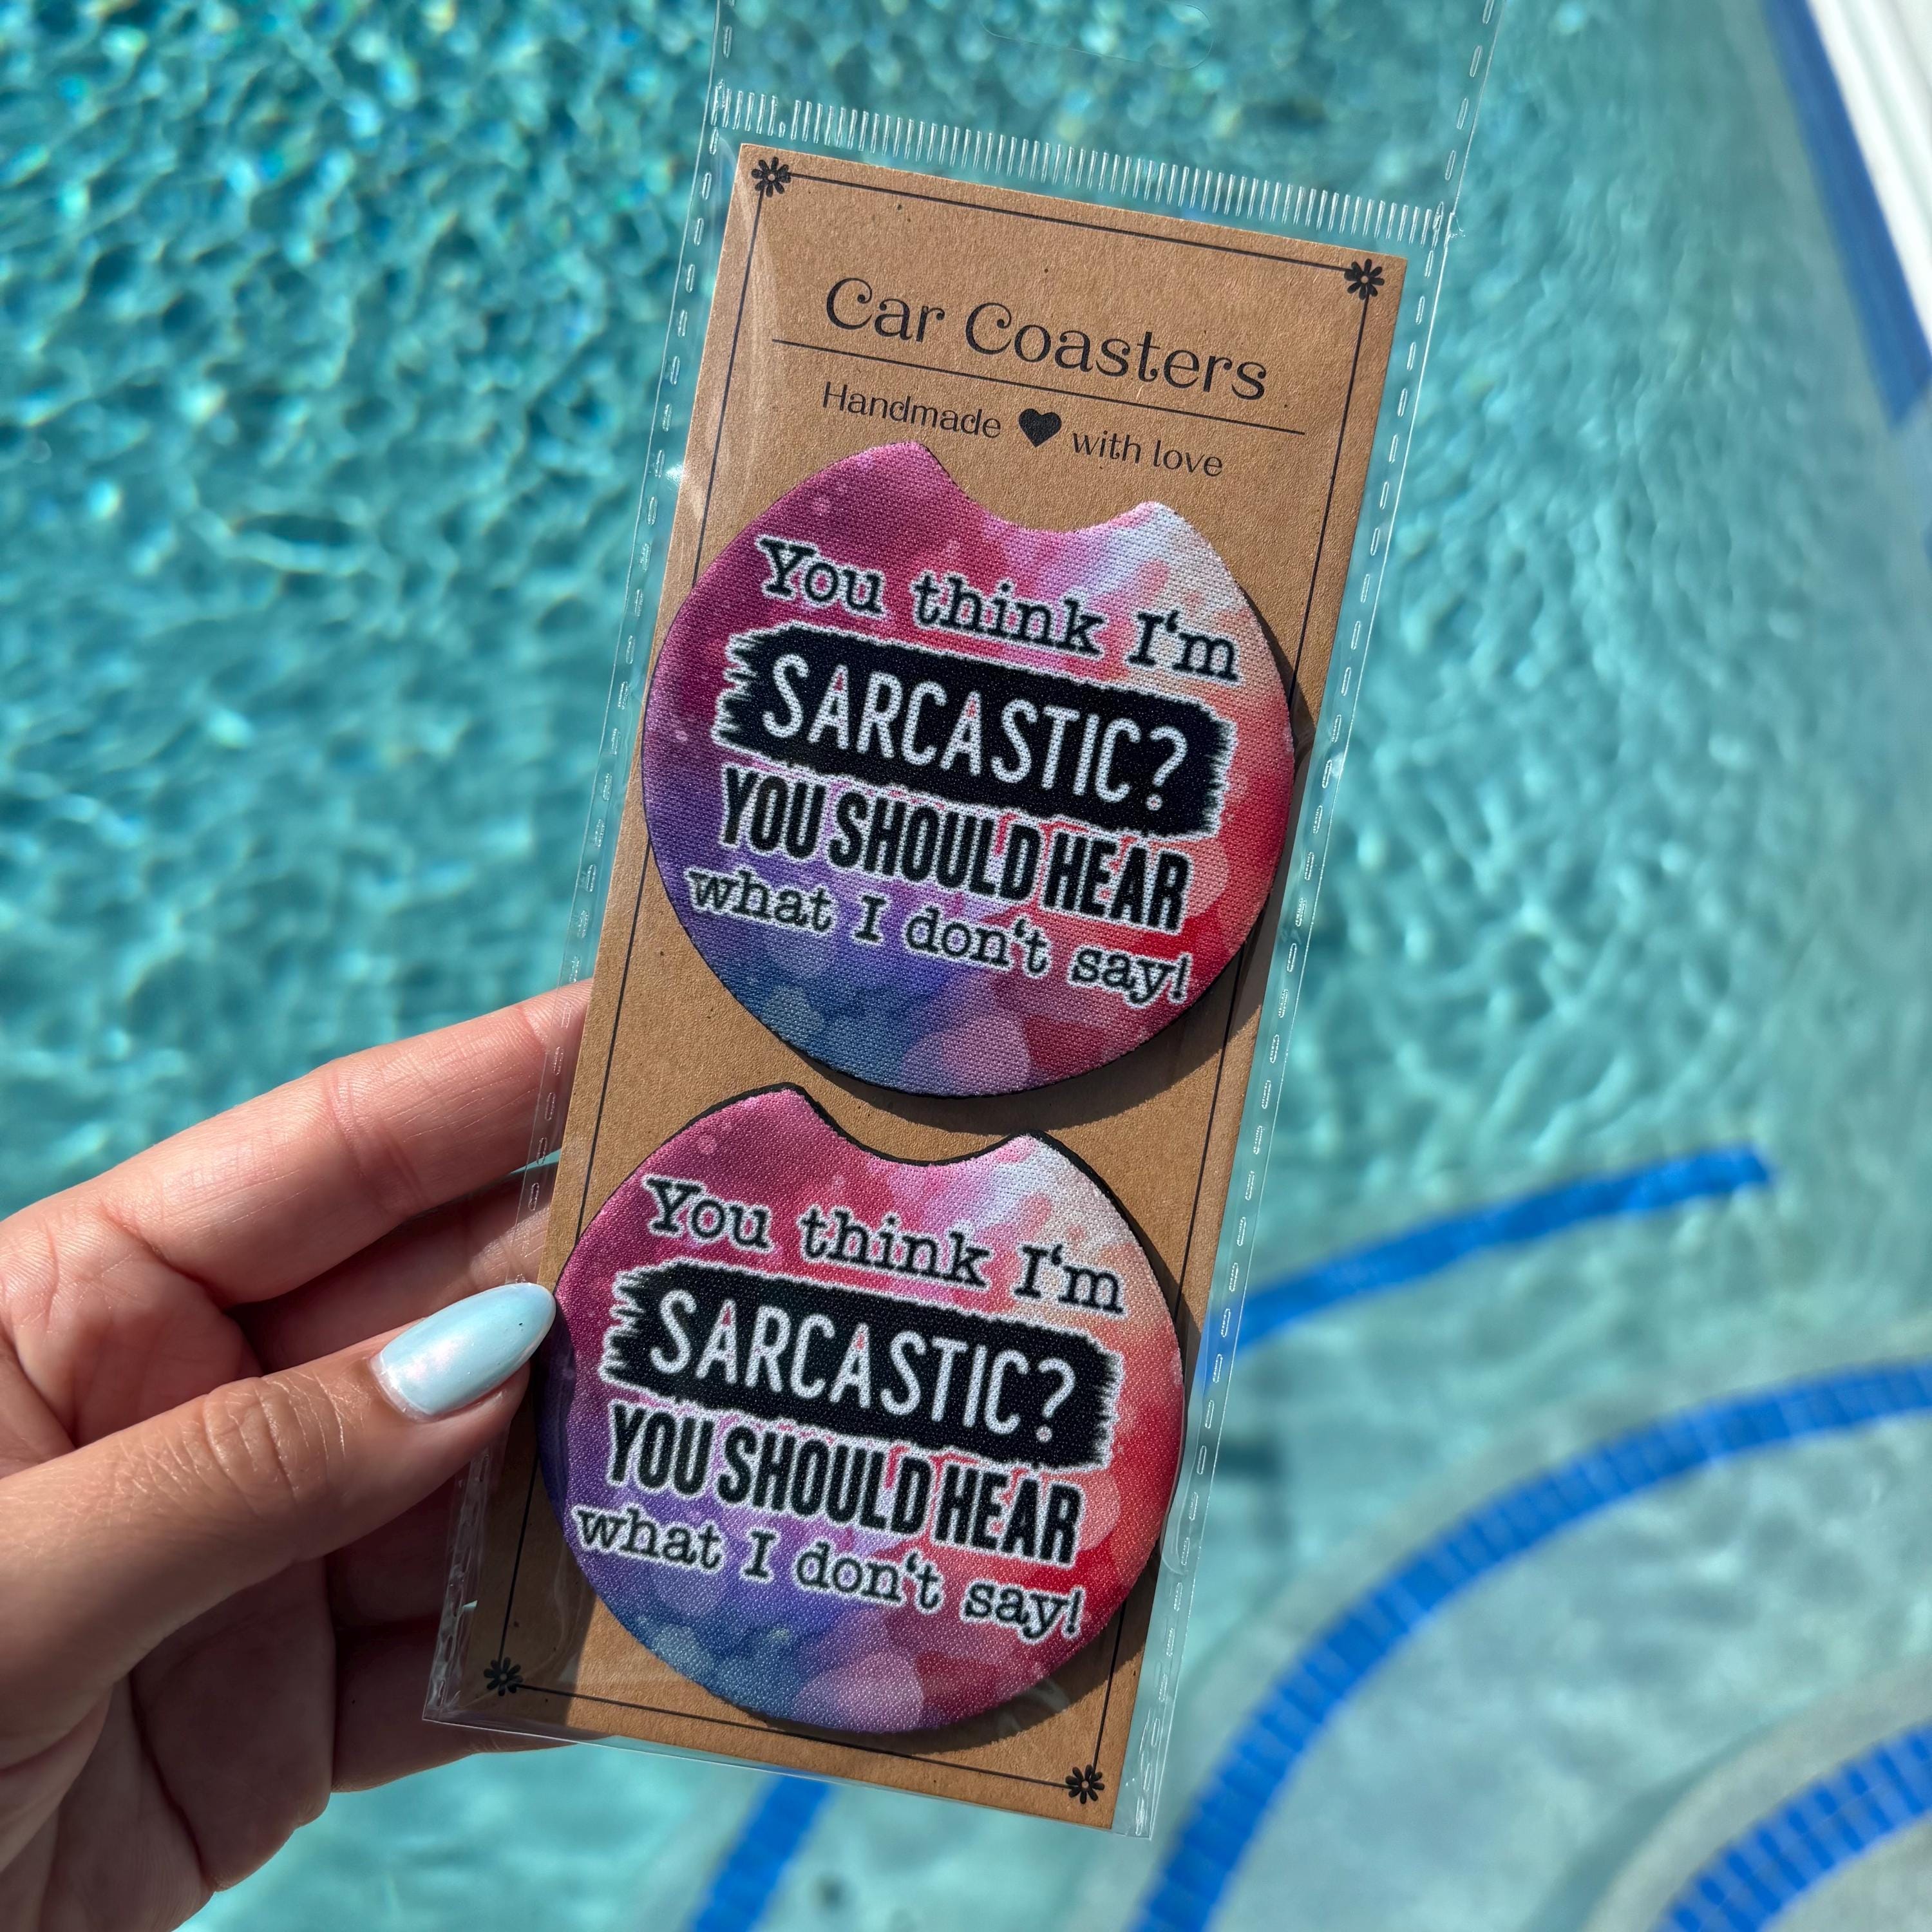 Car Coasters
Handmade ♥ with love
You think I‘m
SARCASTIC?
YOU SHOULD HEAR
what I don‘t say!
You think I‘m
SARCASTIC?
YOU SHOULD HEAR
what I don‘t say!